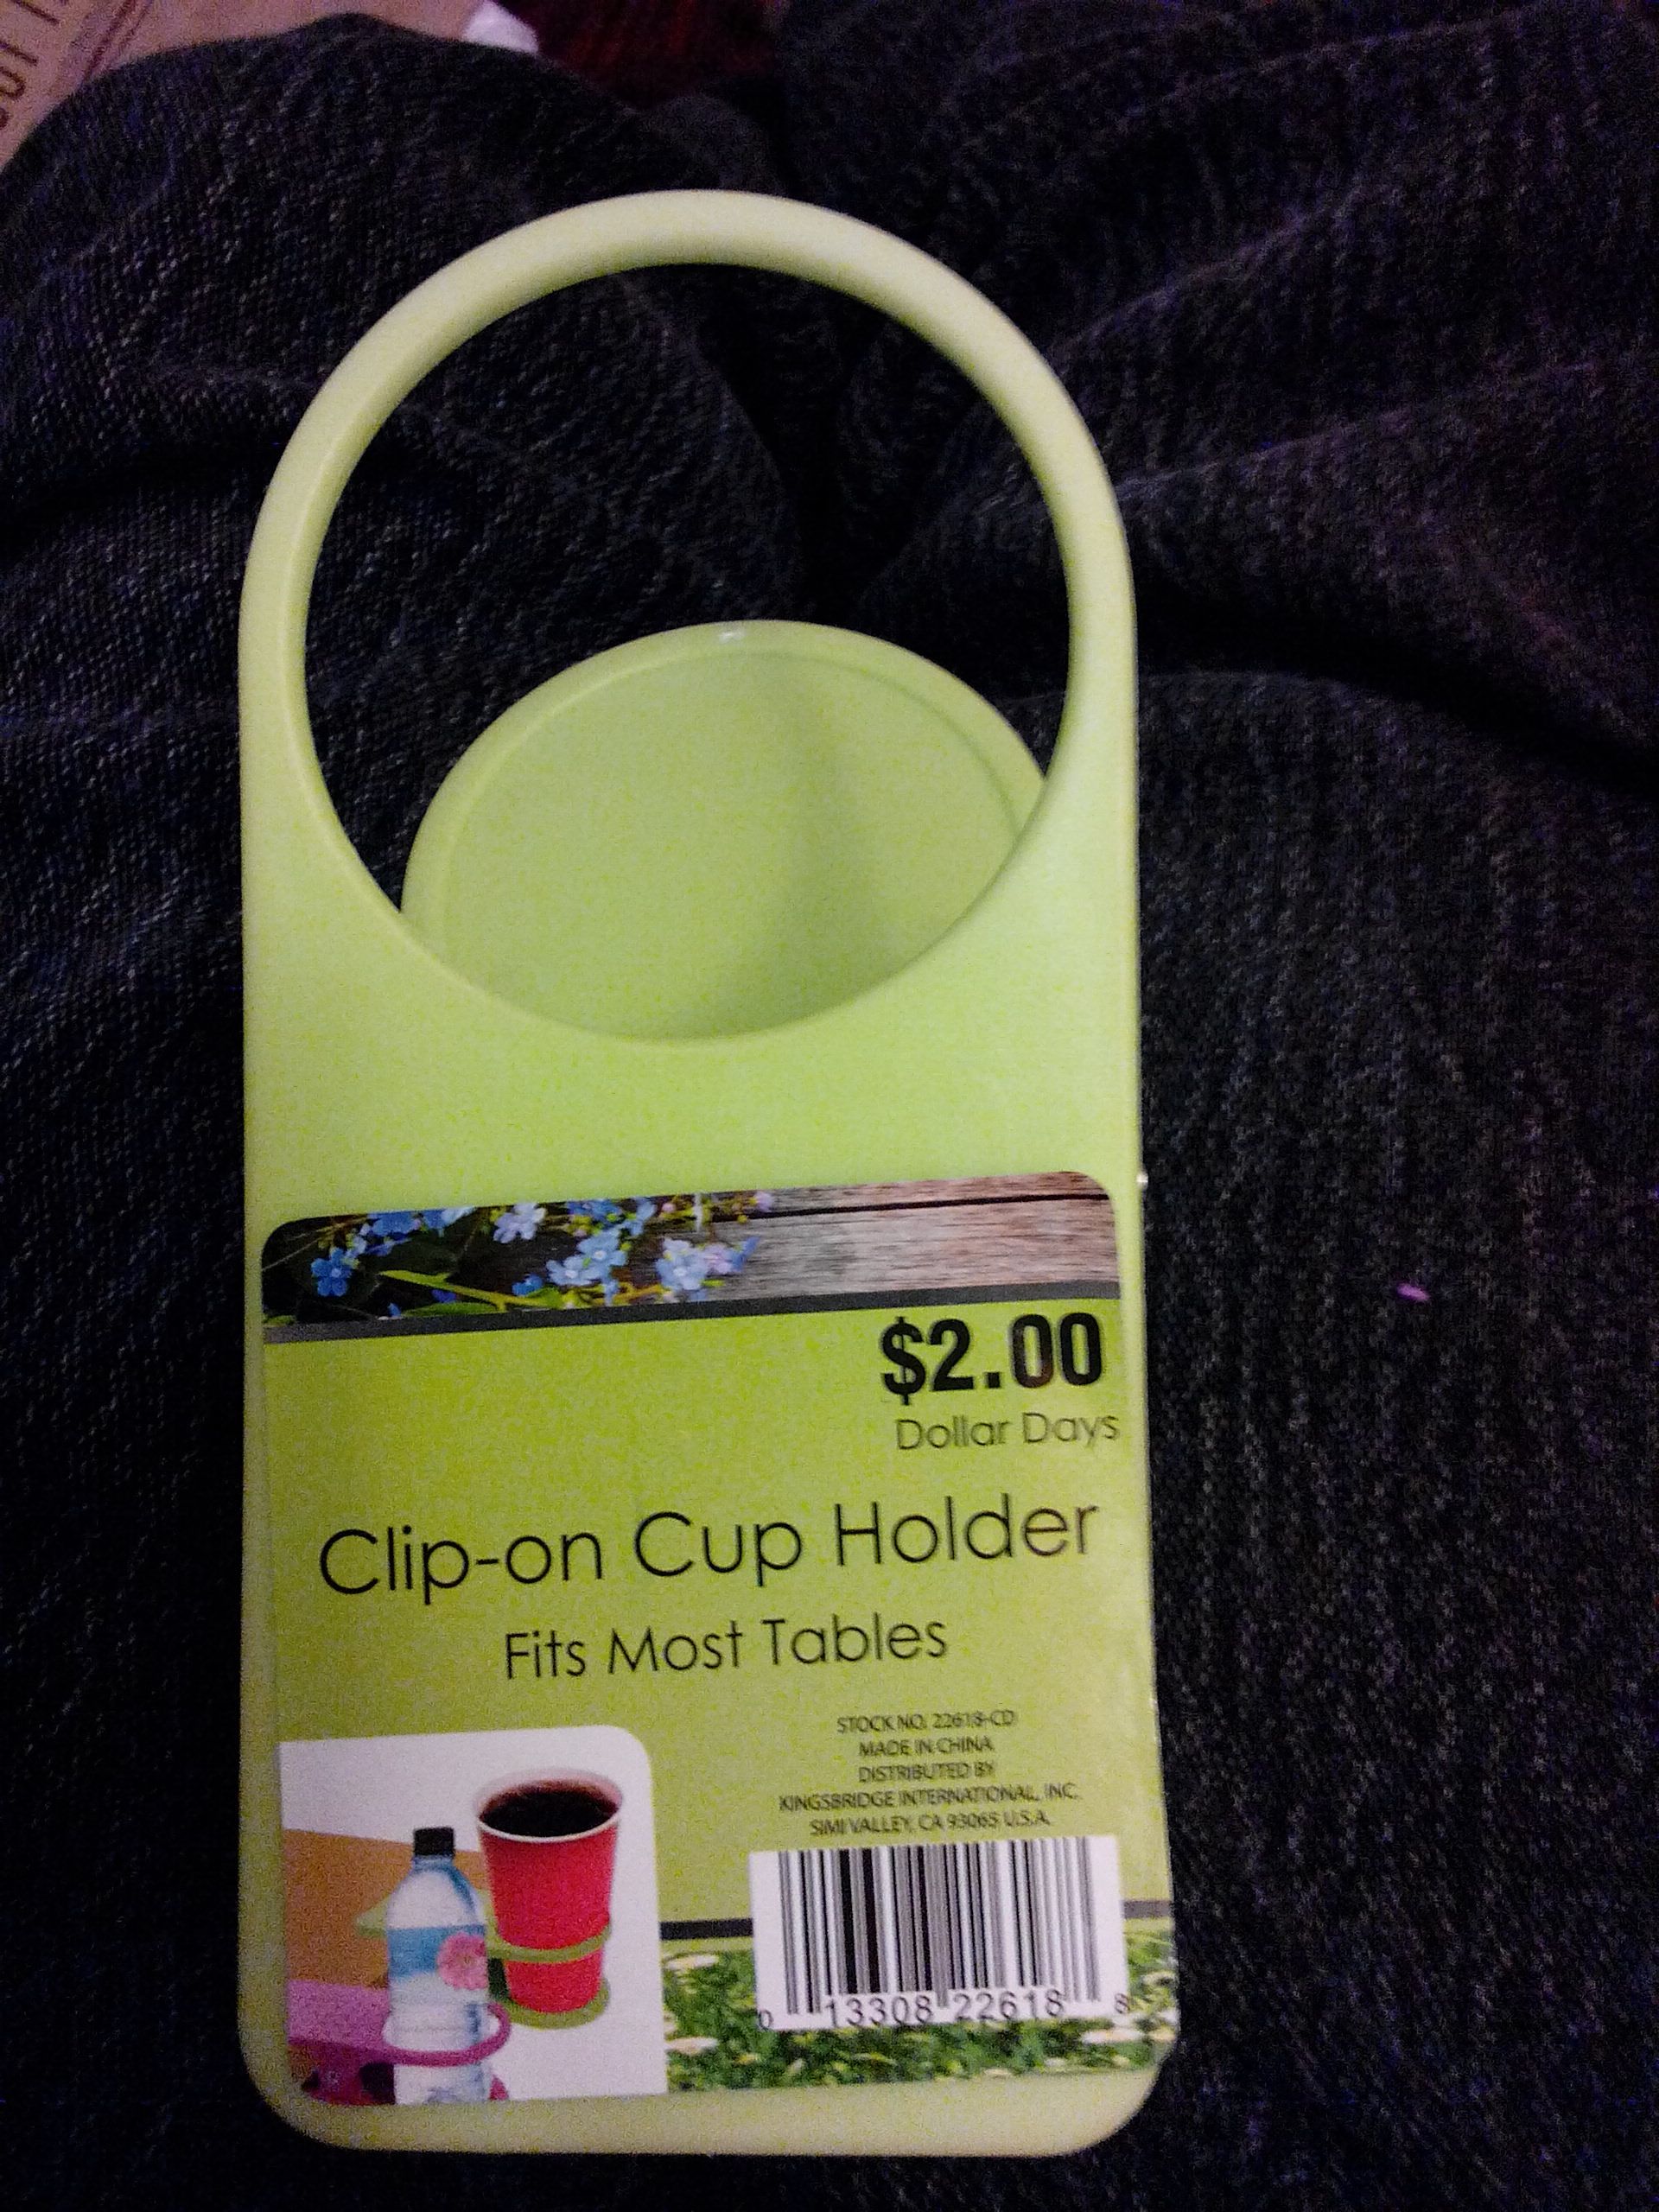 $2.00
Dollar Days
Clip-on Cup Holder
Fits Most Tables
STOCK NO. 22618-CD
MADE IN CHINA
DISTRIBUTED BY
KINGSBRIDGE INTERNATIONAL, INC.
SIMI VALLEY, CA 93065 U.S.A.
0 13308 22618 8